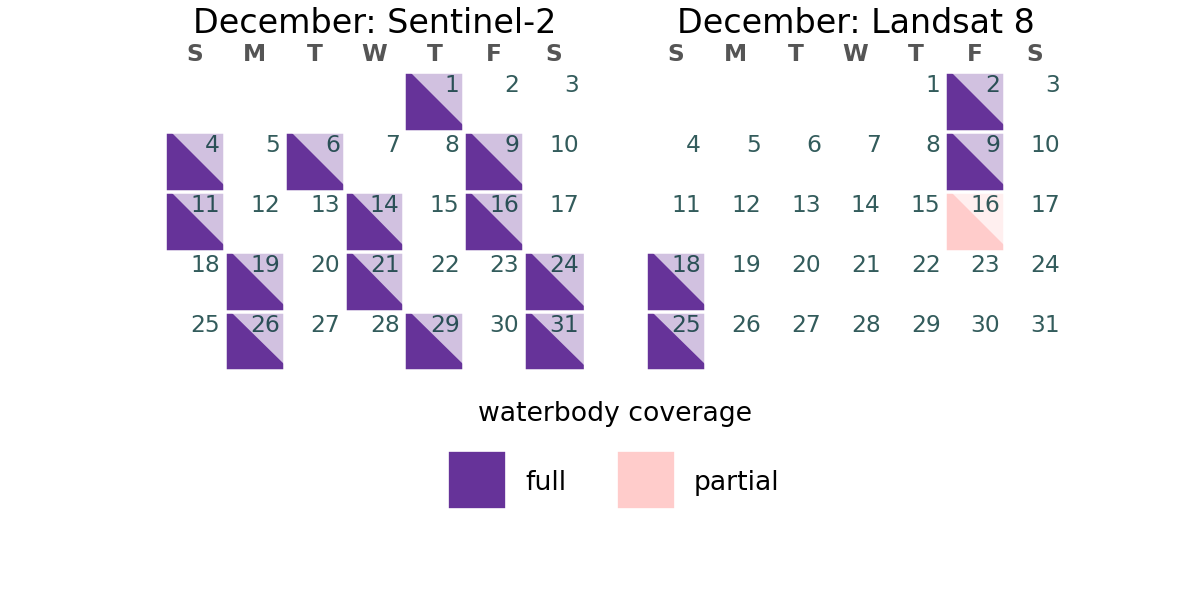 December: Sentinel-2
S M T W T F S
1 2 3
4 5 6 7 8 9 10
11 12 13 14 15 16 17
18 19 20 21 22 23 24
25 26 27 28 29 30 31
December: Landsat 8
S M T W T F S
1 2 3
4 5 6 7 8 9 10
11 12 13 14 15 16 17
18 19 20 21 22 23 24
25 26 27 28 29 30 31
waterbody coverage
full partial